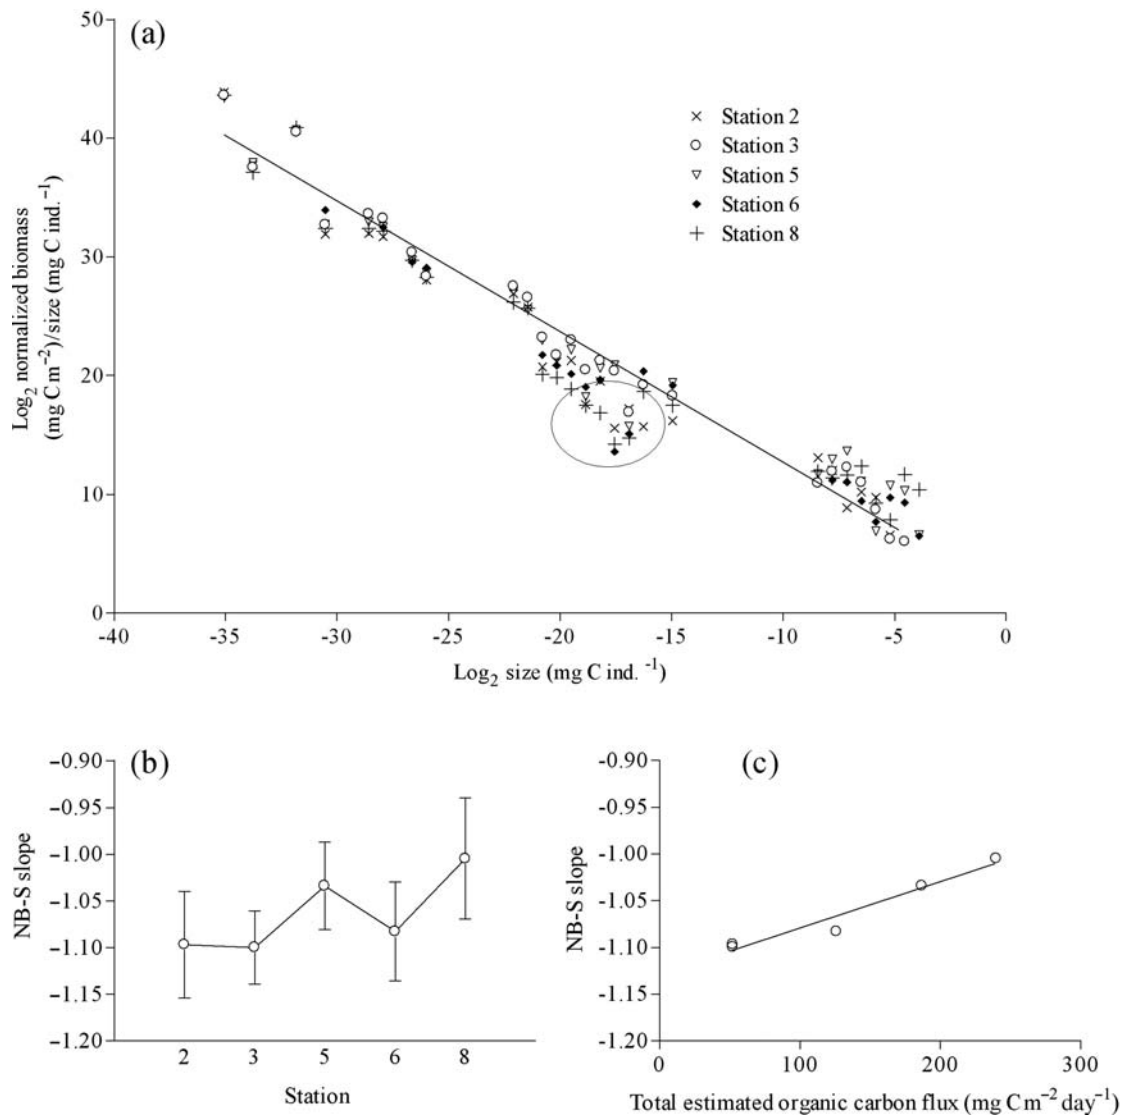 (a)
50
40
30
20
10
0
Log₂ normalized biomass
(mg C m⁻²)/size (mg C ind.⁻¹)
× Station 2
○ Station 3
▽ Station 5
◆ Station 6
+ Station 8
-40 -35 -30 -25 -20 -15 -10 -5 0
Log₂ size (mg C ind. ⁻¹)
(b)
−0.90
−0.95
−1.00
−1.05
−1.10
−1.15
−1.20
NB-S slope
2 3 5 6 8
Station
(c)
-0.90
-0.95
-1.00
-1.05
-1.10
-1.15
-1.20
NB-S slope
0 100 200 300
Total estimated organic carbon flux (mg C m⁻² day⁻¹)